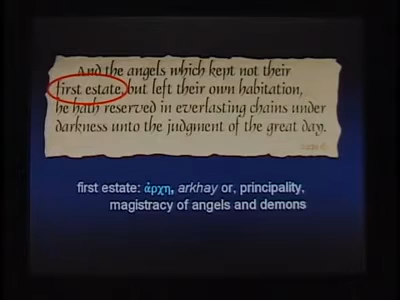 And the angels which kept not their
first estate, but left their own habitation,
he hath reserved in everlasting chains under
darkness unto the judgment of the great day.
first estate: ἀρχη, arkhay or, principality,
magistracy of angels and demons